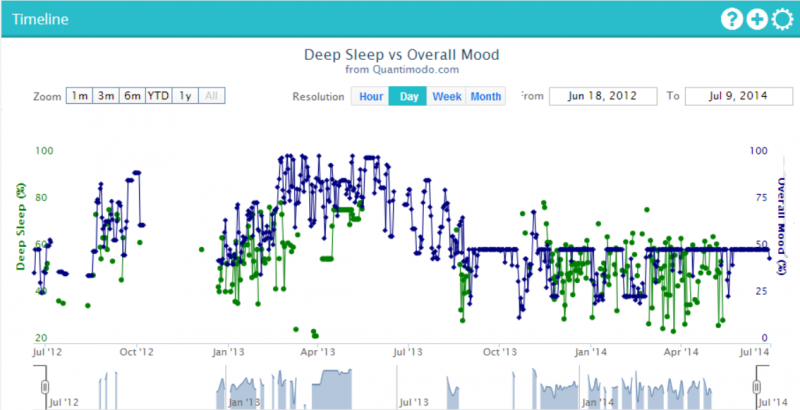 Timeline ?
Deep Sleep vs Overall Mood
from Quantimodo.com
Zoom 1m 3m 6m YTD 1y All Resolution Hour Day Week Month From Jun 18, 2012 To Jul 9, 2014
100 100
80 75
60 50
40 25
20 0
Deep Sleep (%)
Overall Mood (%)
Jul '12 Oct '12 Jan '13 Apr '13 Jul '13 Oct '13 Jan '14 Apr '14 Jul '14
Jul '12 Jan '13 Jul '13 Jan '14 Jul '14